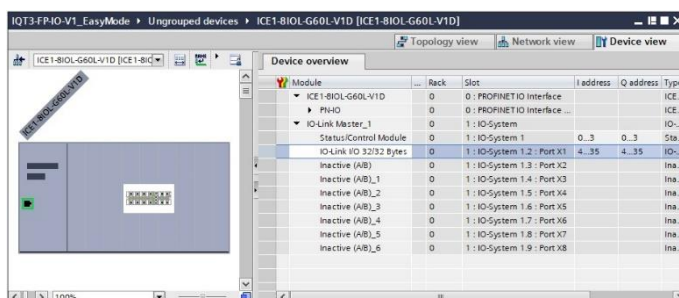 IQT3-FP-IO-V1_EasyMode ▸ Ungrouped devices ▸ ICE1-8IOL-G60L-V1D [ICE1-8IOL-G60L-V1D]
Topology view Network view Device view
ICE1-8IOL-G60L-V1D [ICE1-8IO
Device overview
Module ... Rack Slot I address Q address Type
ICE1-8IOL-G60L-V1D 0 0 : PROFINET IO Interface ICE.
PN-IO 0 0 : PROFINET IO Interface ... ICE.
IO-Link Master_1 0 1 : IO-System IO-.
Status/Control Module 0 1 : IO-System 1 0...3 0...3 Sta.
IO-Link I/O 32/32 Bytes 0 1 : IO-System 1.2 : Port X1 4...35 4...35 IO-.
Inactive (A/B) 0 1 : IO-System 1.3 : Port X2 Ina.
Inactive (A/B)_1 0 1 : IO-System 1.4 : Port X3 Ina.
Inactive (A/B)_2 0 1 : IO-System 1.5 : Port X4 Ina.
Inactive (A/B)_3 0 1 : IO-System 1.6 : Port X5 Ina.
Inactive (A/B)_4 0 1 : IO-System 1.7 : Port X6 Ina.
Inactive (A/B)_5 0 1 : IO-System 1.8 : Port X7 Ina.
Inactive (A/B)_6 0 1 : IO-System 1.9 : Port X8 Ina.
ICE1-8IOL-G60L-V1D
100%